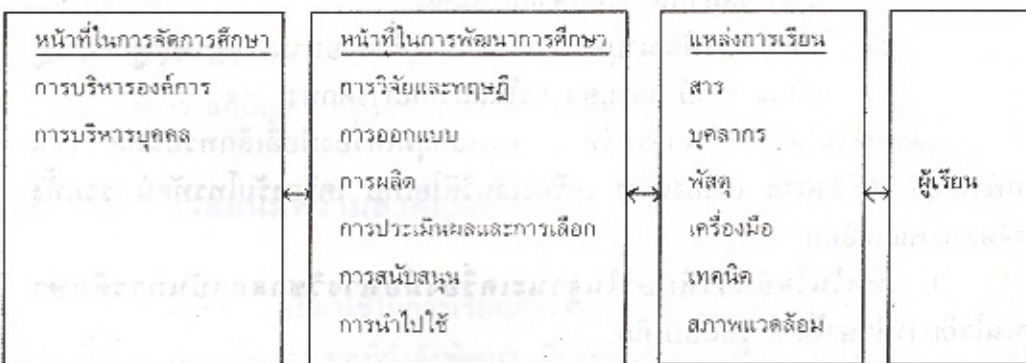 หน้าที่ในการจัดการศึกษา
การบริหารองค์การ
การบริหารบุคคล
หน้าที่ในการพัฒนาการศึกษา
การวิจัยและทฤษฎี
การออกแบบ
การผลิต
การประเมินผลและการเลือก
การสนับสนุน
การนำไปใช้
แหล่งการเรียน
สาร
บุคลากร
พัสดุ
เครื่องมือ
เทคนิค
สภาพแวดล้อม
ผู้เรียน